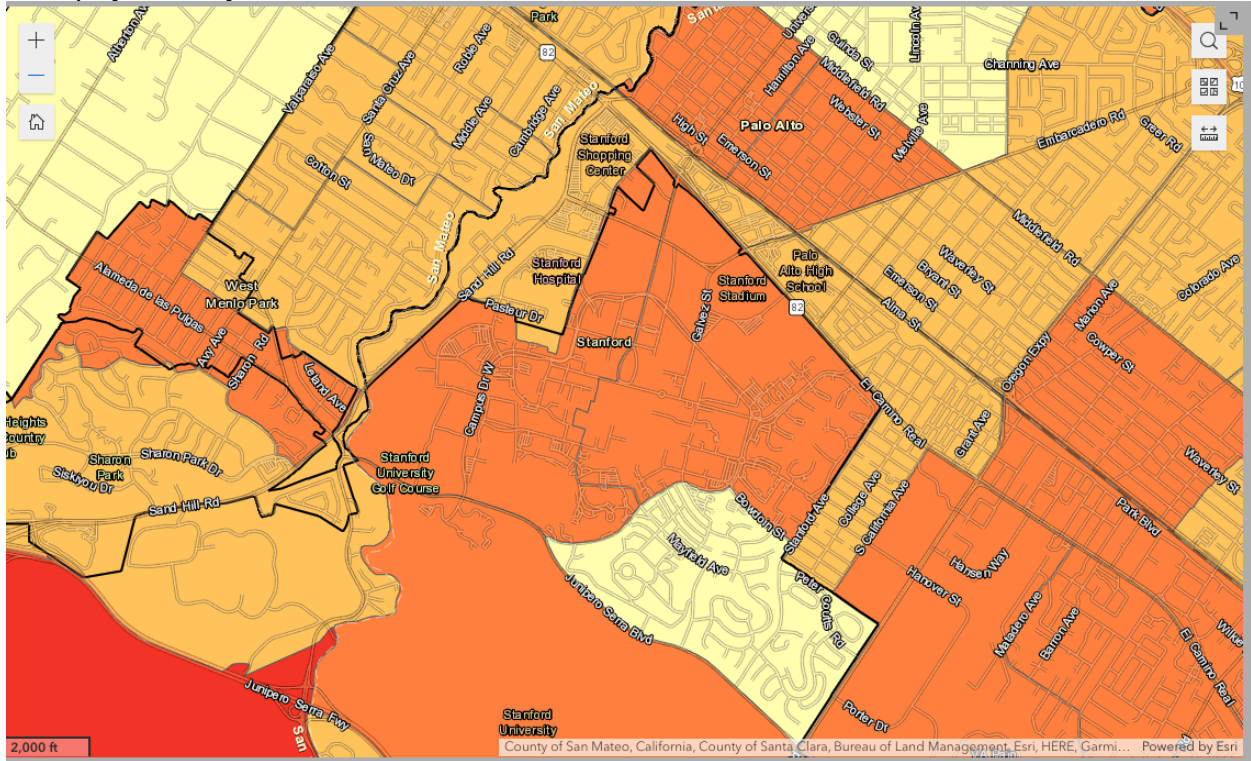 Park
82
Santa
Atherton Ave
Valparaiso Ave
Santa Cruz Ave
Roble Ave
Middle Ave
Cambridge Ave
San Mateo
Cotton St
San Mateo Dr
Stanford
Shopping
Center
High St
Emerson St
Hamilton Ave
Guinda St
Middlefield Rd
Webster St
Melville Ave
Lincoln Ave
Channing Ave
Embarcadero Rd
Greer Rd
Palo Alto
San Mateo
Sand Hill Rd
Stanford
Hospital
Pasteur Dr
Stanford
Stadium
Palo
Alto High
School
82
Galvez St
Middlefield Rd
Waverley St
Bryant St
Emerson St
Alma St
Colorado Ave
West
Menlo Park
Alameda de las Pulgas
Avy Ave
Sharon Rd
Leland Ave
Stanford
Campus Dr W
El Camino Real
Oregon Expy
Marion Ave
Cowper St
Grant Ave
Waverley St
Heights
Country
Sharon
Park
Sharon Park Dr
Siskiyou Dr
Sand Hill Rd
Stanford
University
Golf Course
Bowdoin St
Stanford Ave
College Ave
S California Ave
Park Blvd
Mayfield Ave
Peter Coutts Rd
Hanover St
Hansen Way
Junipero Serra Blvd
Matadero Ave
Barron Ave
El Camino Real
Junipero Serra Fwy
San
Stanford
University
Porter Dr
2,000 ft
County of San Mateo, California, County of Santa Clara, Bureau of Land Management, Esri, HERE, Garmi...
Powered by Esri